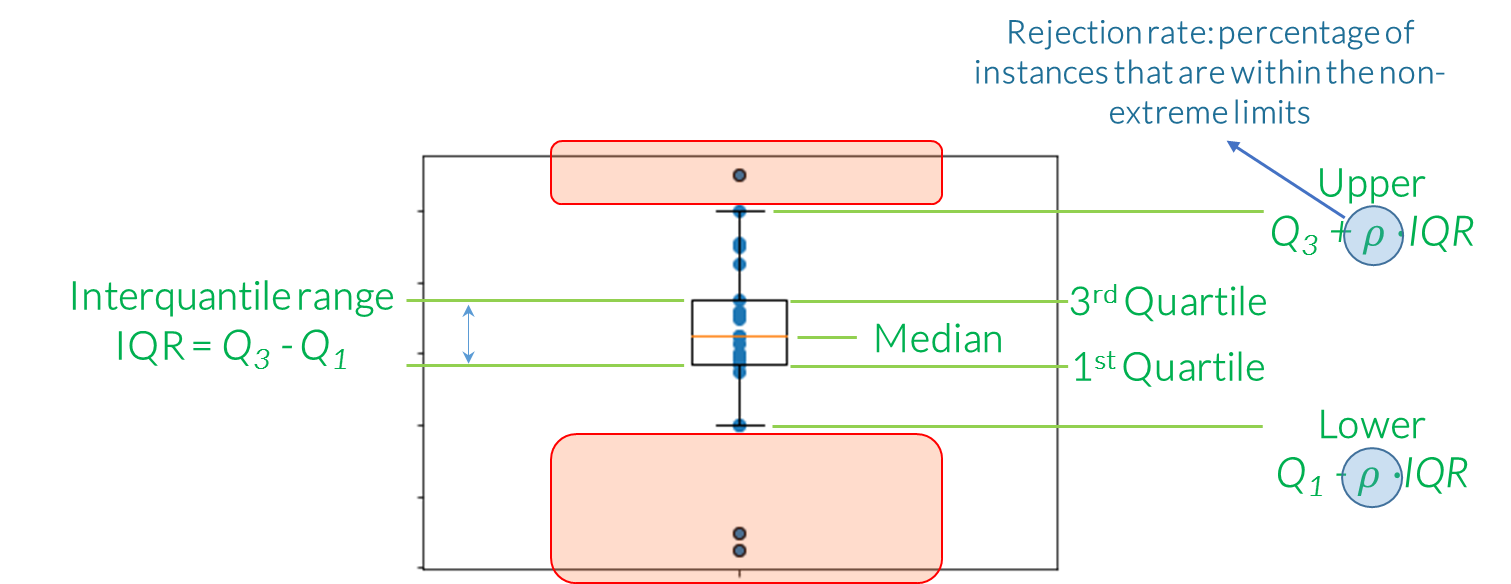 Rejection rate: percentage of
instances that are within the non-
extreme limits
Upper
Q3 + ρ · IQR
Interquantile range
IQR = Q3 - Q1
3rd Quartile
Median
1st Quartile
Lower
Q1 - ρ · IQR